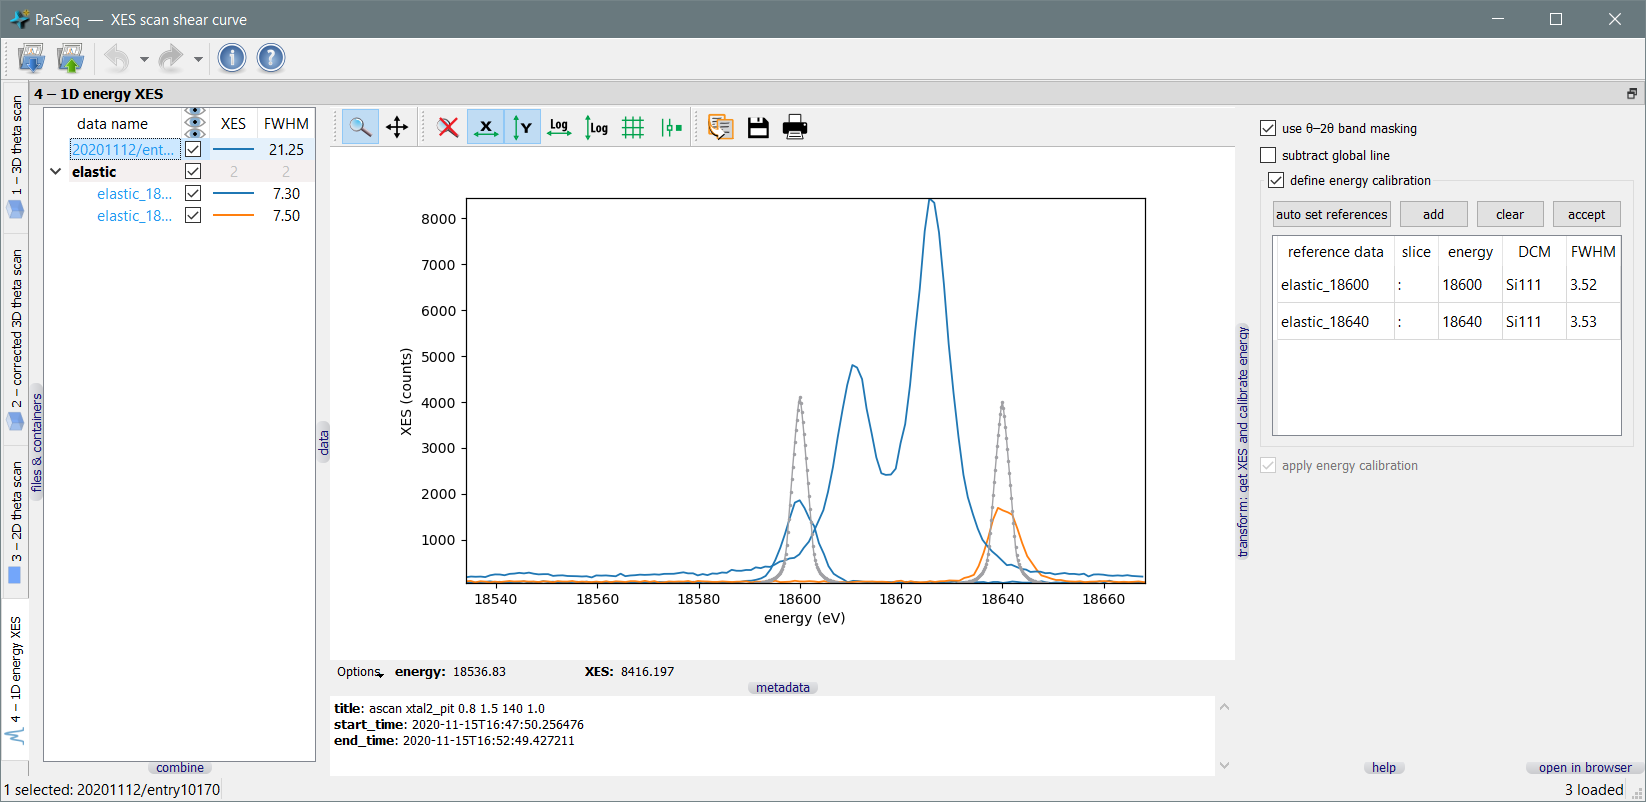 ParSeq — XES scan shear curve
4 – 1D energy XES
1 – 3D theta scan
2 – corrected 3D theta scan
3 – 2D theta scan
4 – 1D energy XES
files & containers
data name XES FWHM
20201112/ent... 21.25
elastic 2 2
elastic_18... 7.30
elastic_18... 7.50
combine
data
X Y Log Log
8000
7000
6000
5000
4000
3000
2000
1000
XES (counts)
18540 18560 18580 18600 18620 18640 18660
energy (eV)
Options energy: 18536.83 XES: 8416.197
metadata
title: ascan xtal2_pit 0.8 1.5 140 1.0
start_time: 2020-11-15T16:47:50.256476
end_time: 2020-11-15T16:52:49.427211
transform: get XES and calibrate energy
use θ–2θ band masking
subtract global line
define energy calibration
auto set references add clear accept
reference data slice energy DCM FWHM
elastic_18600 : 18600 Si111 3.52
elastic_18640 : 18640 Si111 3.53
apply energy calibration
help open in browser
1 selected: 20201112/entry10170 3 loaded